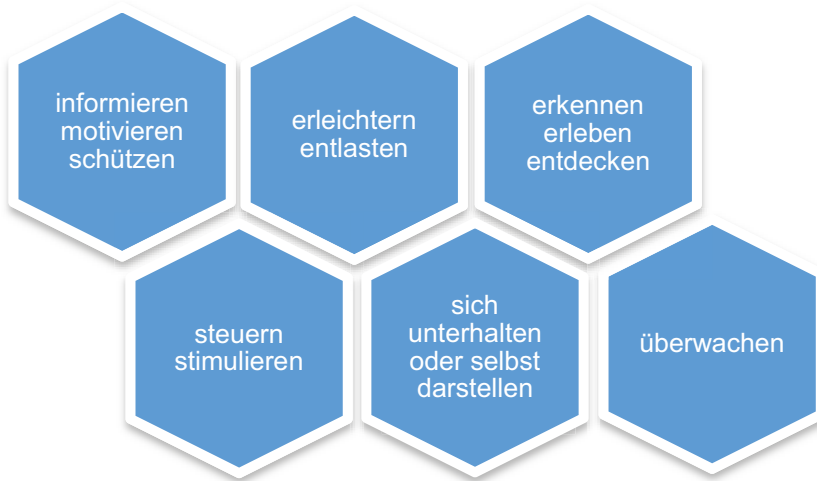 informieren
motivieren
schützen
erleichtern
entlasten
erkennen
erleben
entdecken
steuern
stimulieren
sich
unterhalten
oder selbst
darstellen
überwachen